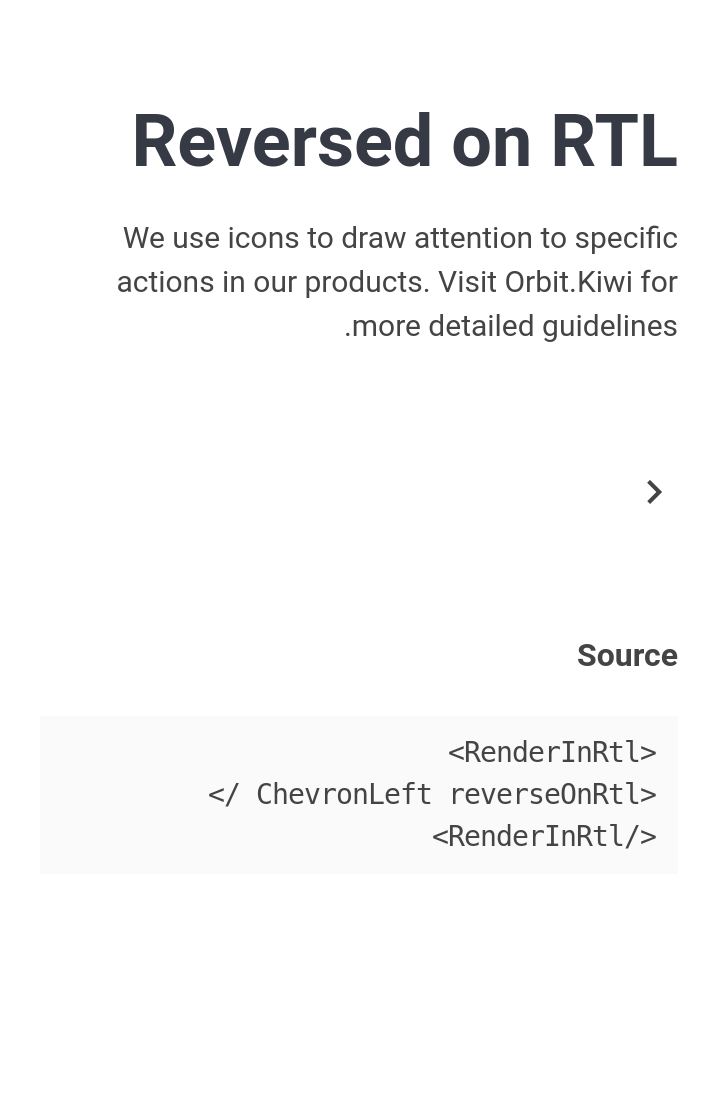 Reversed on RTL
We use icons to draw attention to specific
actions in our products. Visit Orbit.Kiwi for
.more detailed guidelines
Source
<RenderInRtl>
</ ChevronLeft reverseOnRtl>
<RenderInRtl/>